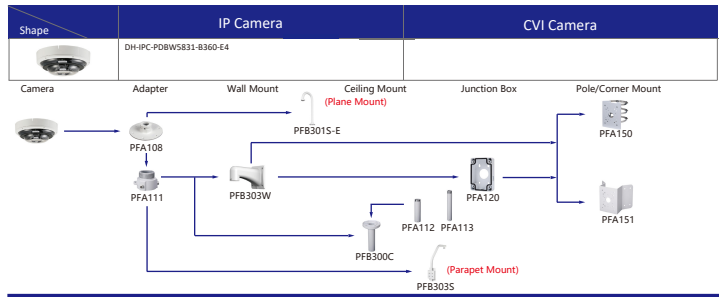 Shape
IP Camera
CVI Camera
DH-IPC-PDBW5831-B360-E4
Camera
Adapter
Wall Mount
Ceiling Mount
Junction Box
Pole/Corner Mount
(Plane Mount)
PFB301S-E
PFA150
PFA108
PFA111
PFB303W
PFA120
PFA151
PFA112
PFA113
PFB300C
(Parapet Mount)
PFB303S